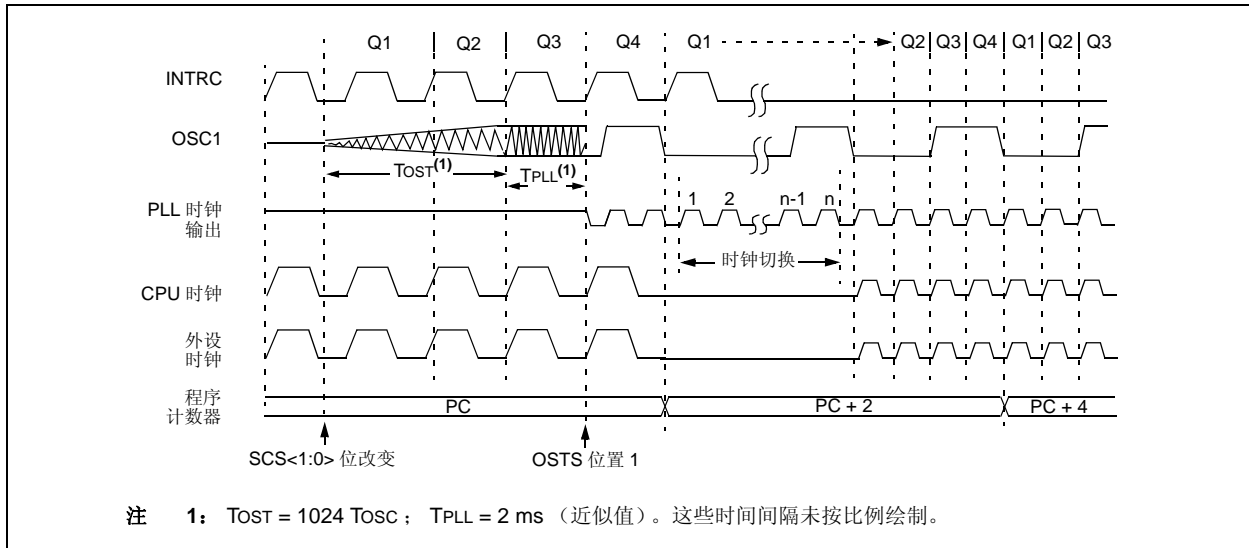 Q1 Q2 Q3 Q4 Q1 Q2 Q3 Q4 Q1 Q2 Q3
INTRC
OSC1
TOST(1) TPLL(1)
PLL 时钟
输出
1 2 n-1 n
时钟切换
CPU 时钟
外设
时钟
程序
计数器
PC PC + 2 PC + 4
SCS<1:0> 位改变 OSTS 位置 1
注 1: TOST = 1024 TOSC ; TPLL = 2 ms (近似值)。这些时间间隔未按比例绘制。